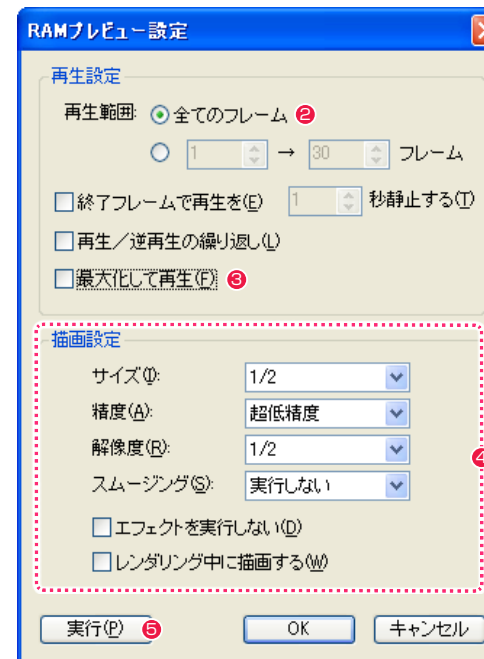 RAMプレビュー設定
再生設定
再生範囲: 全てのフレーム 2
1 → 30 フレーム
終了フレームで再生を(E) 1 秒静止する(T)
再生／逆再生の繰り返し(L)
最大化して再生(F) 3
描画設定
サイズ(I): 1/2
精度(A): 超低精度
解像度(R): 1/2 4
スムージング(S): 実行しない
エフェクトを実行しない(D)
レンダリング中に描画する(W)
実行(P) 5 OK キャンセル